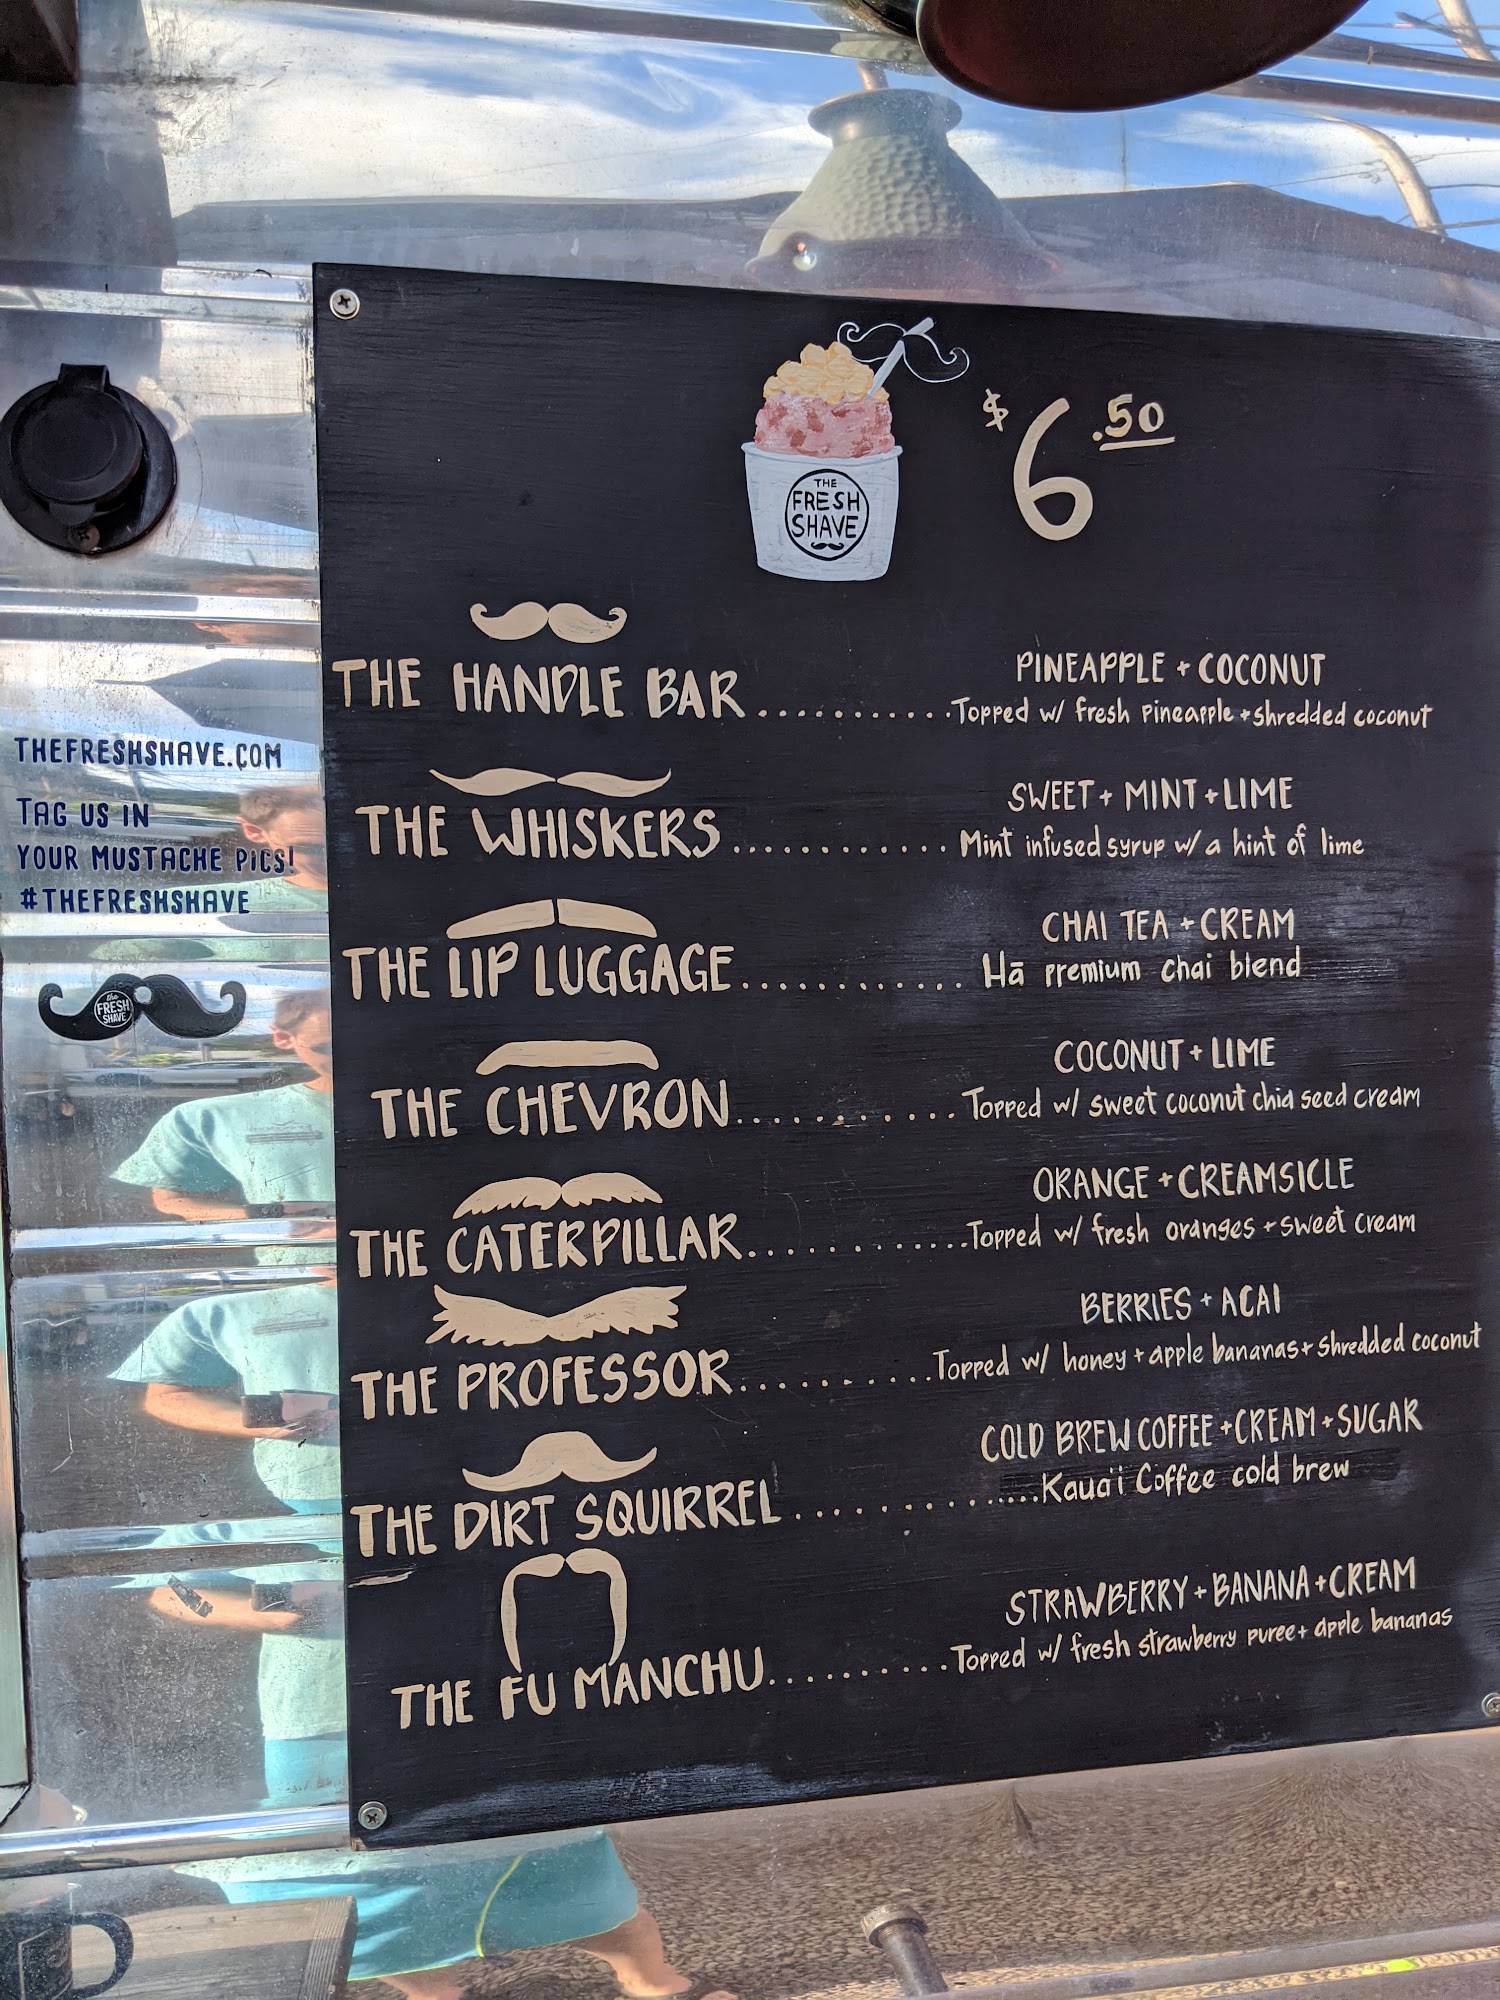 $6.50
THE
FRESH
SHAVE
THE HANDLE BAR ............ PINEAPPLE + COCONUT
Topped w/ fresh pineapple + shredded coconut
THE WHISKERS ............ SWEET + MINT + LIME
Mint infused syrup w/ a hint of lime
THE LIP LUGGAGE ............ CHAI TEA + CREAM
Hā premium chai blend
THE CHEVRON ............ COCONUT + LIME
Topped w/ sweet coconut chia seed cream
THE CATERPILLAR ............ ORANGE + CREAMSICLE
Topped w/ fresh oranges + sweet cream
THE PROFESSOR .......... BERRIES + ACAI
Topped w/ honey + apple bananas + shredded coconut
THE DIRT SQUIRREL .............. COLD BREW COFFEE + CREAM + SUGAR
Kaua'i Coffee cold brew
THE FU MANCHU .......... STRAWBERRY + BANANA + CREAM
Topped w/ fresh strawberry puree + apple bananas
THEFRESHSHAVE.COM
TAG US IN
YOUR MUSTACHE PICS!
#THEFRESHSHAVE
the
FRESH
SHAVE